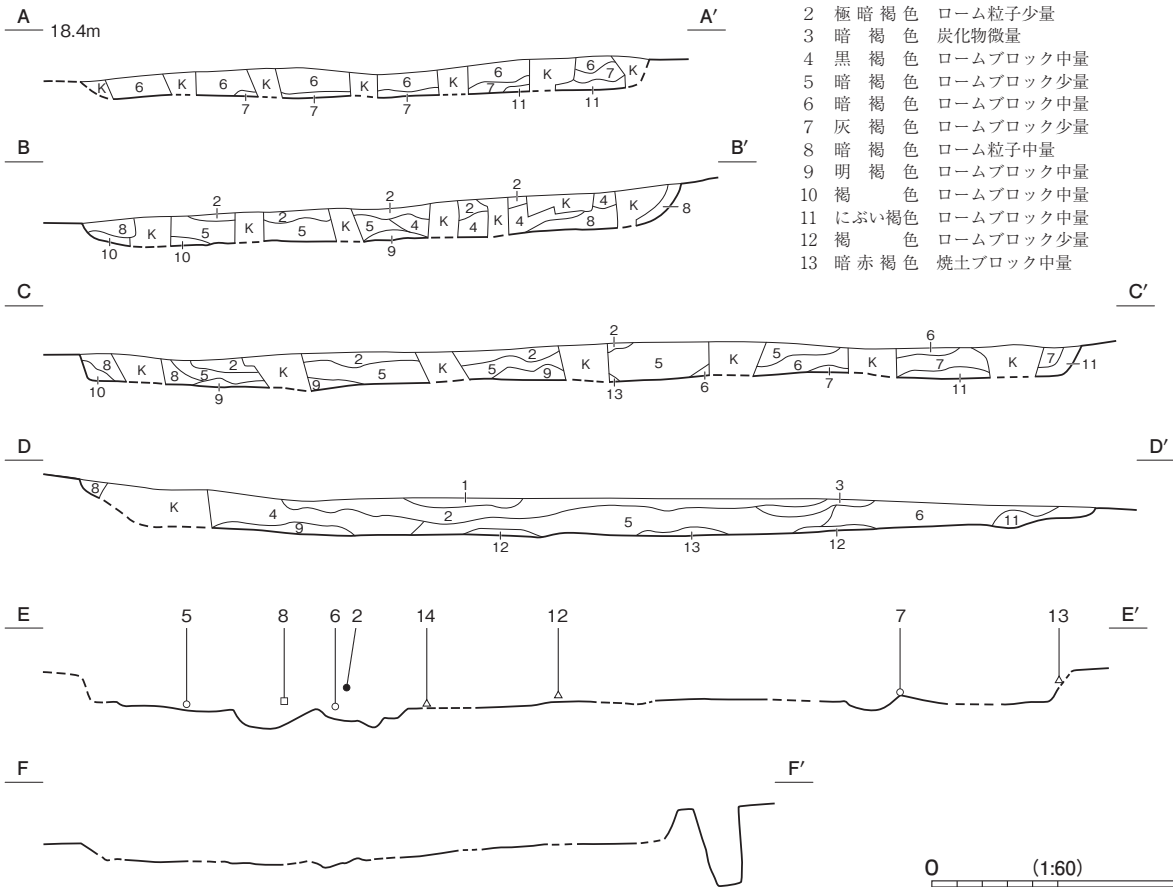 A 18.4m A′
K 6 K 6 K 6 K 6 K 6 7 K 6 7 K
7 7 7 11 11
B B′
2 2 2
8 K 5 K 2 5 K 5 4 K 2 4 K 4 K 4 8 K 8
10 10 9
C C′
2 6
8 K 8 5 2 K 9 2 5 K 5 2 9 K 5 K 5 6 K 7 K 7 11
10 9 13 6 7 11
D D′
1 3
8 K 4 9 2 5 6 11
12 13 12
E 5 8 6 2 14 12 7 13 E′
F F′
2 極暗褐色 ローム粒子少量
3 暗褐色 炭化物微量
4 黒褐色 ロームブロック中量
5 暗褐色 ロームブロック少量
6 暗褐色 ロームブロック中量
7 灰褐色 ロームブロック少量
8 暗褐色 ローム粒子中量
9 明褐色 ロームブロック中量
10 褐色 ロームブロック中量
11 にぶい褐色 ロームブロック中量
12 褐色 ロームブロック少量
13 暗赤褐色 焼土ブロック中量
0 (1:60)